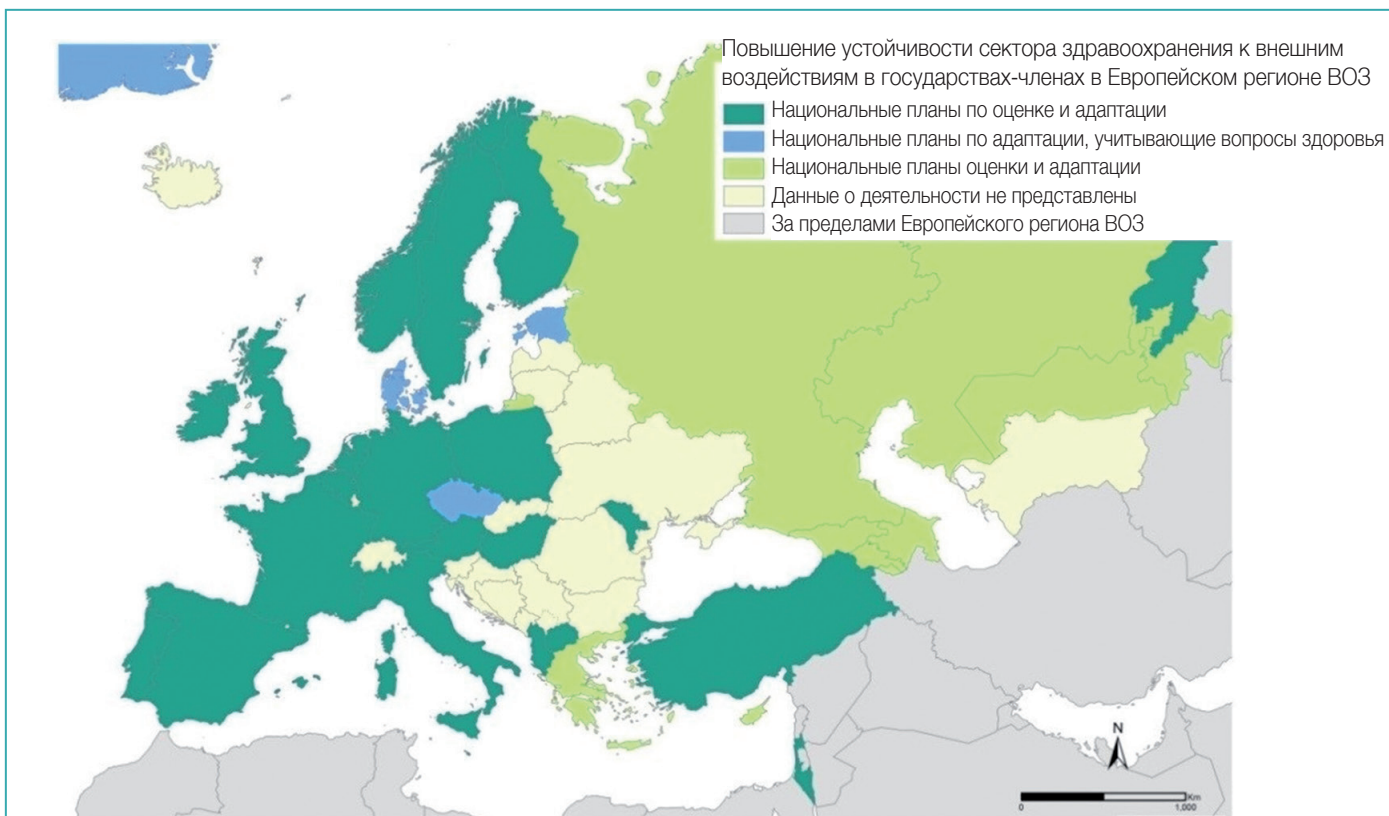 Повышение устойчивости сектора здравоохранения к внешним
воздействиям в государствах-членах в Европейском регионе ВОЗ
Национальные планы по оценке и адаптации
Национальные планы по адаптации, учитывающие вопросы здоровья
Национальные планы оценки и адаптации
Данные о деятельности не представлены
За пределами Европейского региона ВОЗ
N
Km
0 1,000